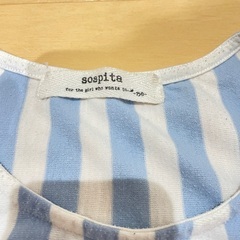 sospita
for the girl who wants to